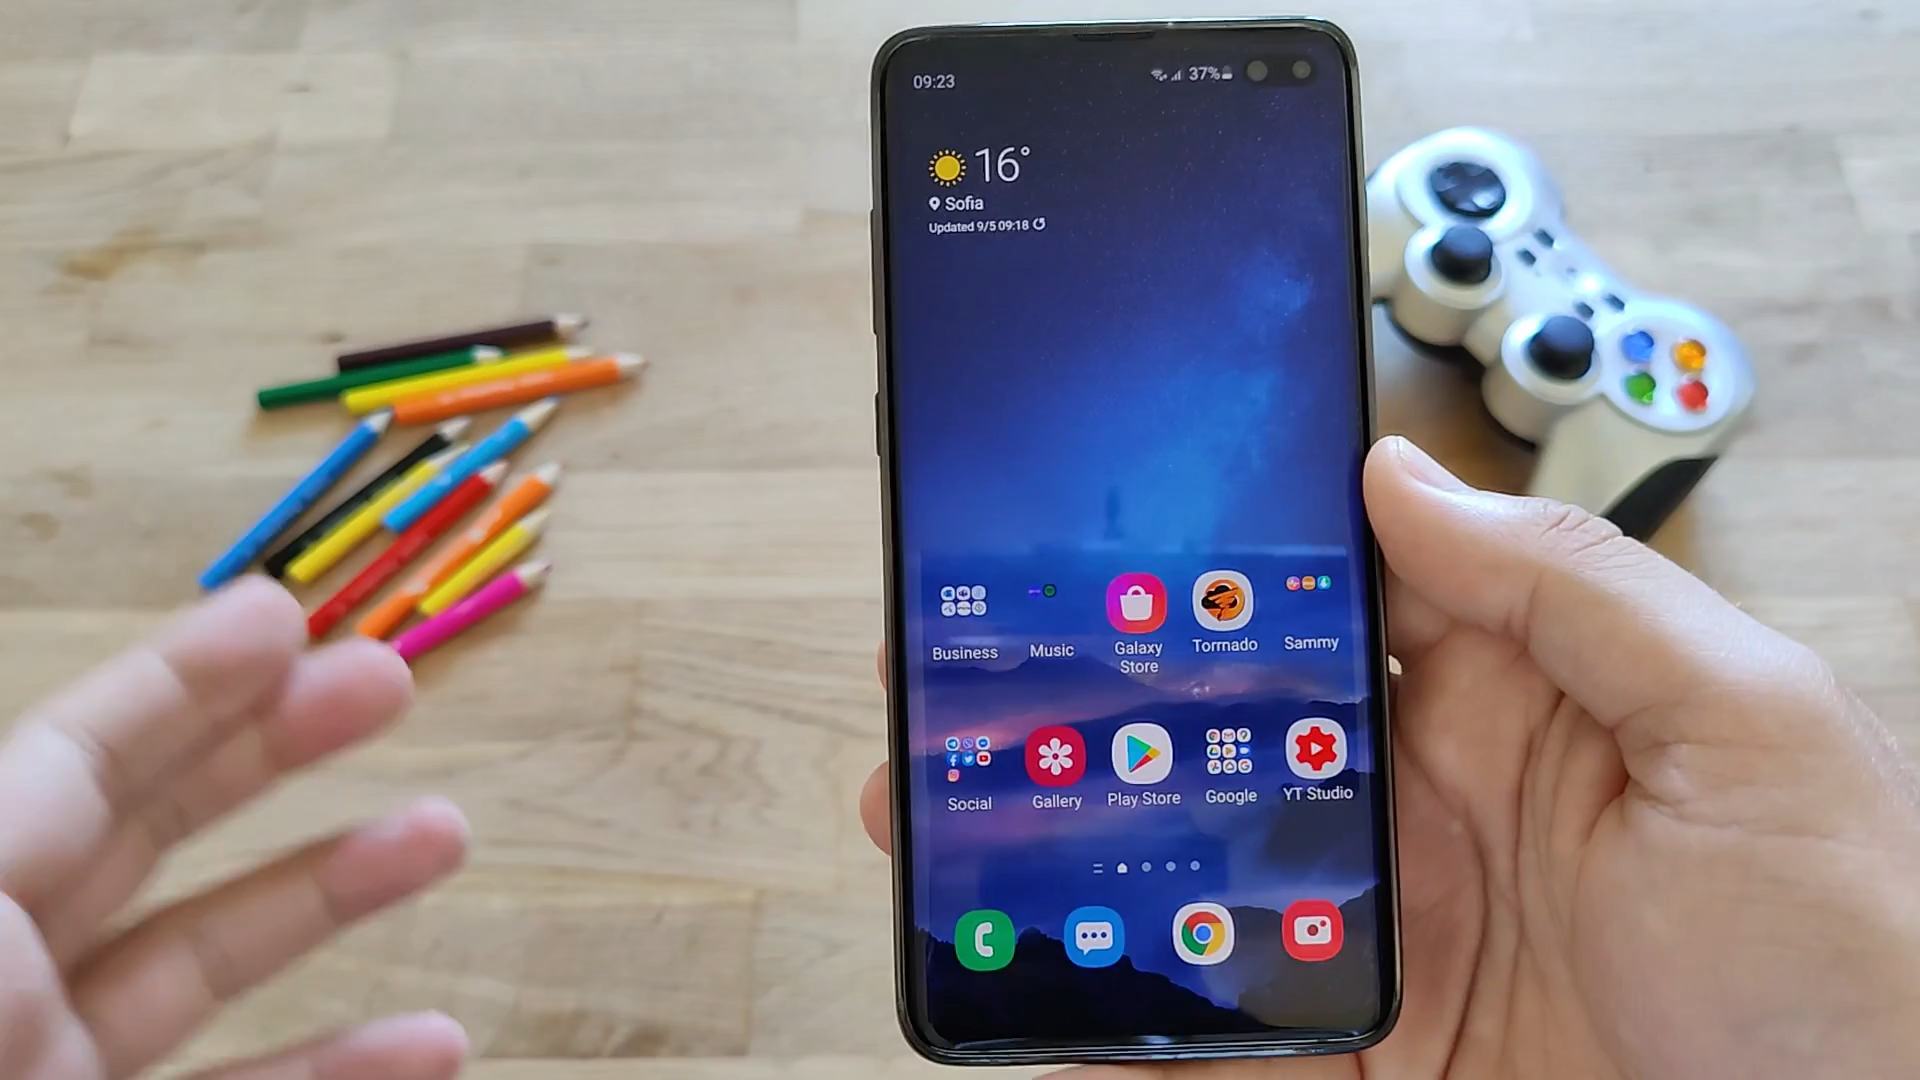 09:23
37%
16°
Sofia
Updated 9/5 09:18
Business
Music
Galaxy
Store
Torrnado
Sammy
Social
Gallery
Play Store
Google
YT Studio